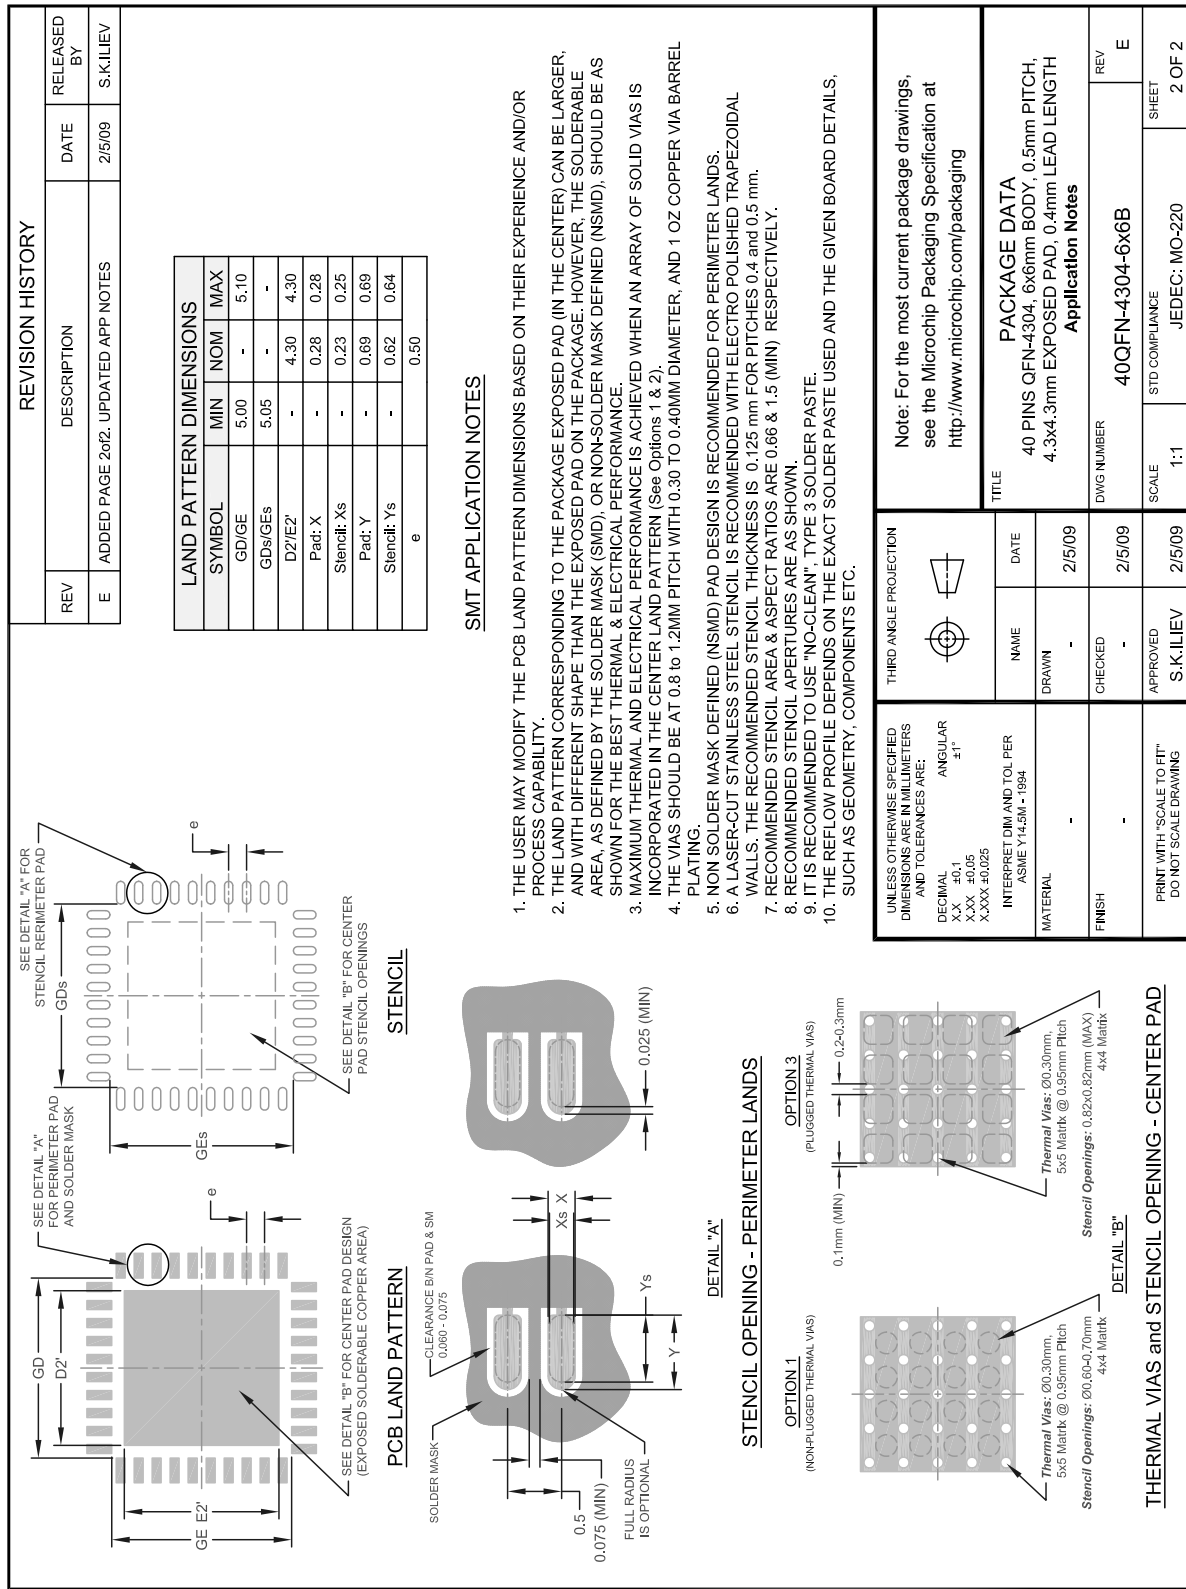 REVISION HISTORY
REV DESCRIPTION DATE RELEASED BY
E ADDED PAGE 2of2. UPDATED APP NOTES 2/5/09 S.K.ILIEV
SEE DETAIL "A"
FOR PERIMETER PAD
AND SOLDER MASK
GD
D2'
e
GE E2'
SEE DETAIL "B" FOR CENTER PAD DESIGN
(EXPOSED SOLDERABLE COPPER AREA)
PCB LAND PATTERN
SEE DETAIL "A" FOR
STENCIL RERIMETER PAD
GDs
e
GEs
SEE DETAIL "B" FOR CENTER
PAD STENCIL OPENINGS
STENCIL
LAND PATTERN DIMENSIONS
SYMBOL MIN NOM MAX
GD/GE 5.00 - 5.10
GDs/GEs 5.05 - -
D2'/E2' - 4.30 4.30
Pad: X - 0.28 0.28
Stencil: Xs - 0.23 0.25
Pad: Y - 0.69 0.69
Stencil: Ys - 0.62 0.64
e 0.50
SOLDER MASK
CLEARANCE B/N PAD & SM
0.060 - 0.075
0.5
0.075 (MIN)
FULL RADIUS
IS OPTIONAL
Xs X
Ys
Y
0.025 (MIN)
DETAIL "A"
STENCIL OPENING - PERIMETER LANDS
OPTION 1
(NON-PLUGGED THERMAL VIAS)
Thermal Vias: Ø0.30mm,
5x5 Matrix @ 0.95mm Pitch
Stencil Openings: Ø0.60-0.70mm
4x4 Matrix
OPTION 3
(PLUGGED THERMAL VIAS)
0.1mm (MIN)
0.2-0.3mm
Thermal Vias: Ø0.30mm,
5x5 Matrix @ 0.95mm Pitch
Stencil Openings: 0.82x0.82mm (MAX)
4x4 Matrix
DETAIL "B"
THERMAL VIAS and STENCIL OPENING - CENTER PAD
SMT APPLICATION NOTES
1. THE USER MAY MODIFY THE PCB LAND PATTERN DIMENSIONS BASED ON THEIR EXPERIENCE AND/OR
PROCESS CAPABILITY.
2. THE LAND PATTERN CORRESPONDING TO THE PACKAGE EXPOSED PAD (IN THE CENTER) CAN BE LARGER,
AND WITH DIFFERENT SHAPE THAN THE EXPOSED PAD ON THE PACKAGE. HOWEVER, THE SOLDERABLE
AREA, AS DEFINED BY THE SOLDER MASK (SMD), OR NON-SOLDER MASK DEFINED (NSMD), SHOULD BE AS
SHOWN FOR THE BEST THERMAL & ELECTRICAL PERFORMANCE.
3. MAXIMUM THERMAL AND ELECTRICAL PERFORMANCE IS ACHIEVED WHEN AN ARRAY OF SOLID VIAS IS
INCORPORATED IN THE CENTER LAND PATTERN (See Options 1 & 2).
4. THE VIAS SHOULD BE AT 0.8 to 1.2MM PITCH WITH 0.30 TO 0.40MM DIAMETER, AND 1 OZ COPPER VIA BARREL
PLATING.
5. NON SOLDER MASK DEFINED (NSMD) PAD DESIGN IS RECOMMENDED FOR PERIMETER LANDS.
6. A LASER-CUT STAINLESS STEEL STENCIL IS RECOMMENDED WITH ELECTRO POLISHED TRAPEZOIDAL
WALLS. THE RECOMMENDED STENCIL THICKNESS IS 0.125 mm FOR PITCHES 0.4 and 0.5 mm.
7. RECOMMENDED STENCIL AREA & ASPECT RATIOS ARE 0.66 & 1.5 (MIN) RESPECTIVELY.
8. RECOMMENDED STENCIL APERTURES ARE AS SHOWN.
9. IT IS RECOMMENDED TO USE "NO-CLEAN", TYPE 3 SOLDER PASTE.
10. THE REFLOW PROFILE DEPENDS ON THE EXACT SOLDER PASTE USED AND THE GIVEN BOARD DETAILS,
SUCH AS GEOMETRY, COMPONENTS ETC.
UNLESS OTHERWISE SPECIFIED
DIMENSIONS ARE IN MILLIMETERS
AND TOLERANCES ARE:
DECIMAL ANGULAR
X.X ±0.1 ±1°
X.XX ±0.05
X.XXX ±0.025
INTERPRET DIM AND TOL PER
ASME Y14.5M - 1994
MATERIAL
-
FINISH
-
PRINT WITH "SCALE TO FIT"
DO NOT SCALE DRAWING
THIRD ANGLE PROJECTION
NAME DATE
DRAWN
- 2/5/09
CHECKED
- 2/5/09
APPROVED
S.K.ILIEV 2/5/09
Note: For the most current package drawings,
see the Microchip Packaging Specification at
http://www.microchip.com/packaging
TITLE
PACKAGE DATA
40 PINS QFN-4304, 6x6mm BODY, 0.5mm PITCH,
4.3x4.3mm EXPOSED PAD, 0.4mm LEAD LENGTH
Application Notes
DWG NUMBER
40QFN-4304-6x6B
REV
E
SCALE
1:1
STD COMPLIANCE
JEDEC: MO-220
SHEET
2 OF 2